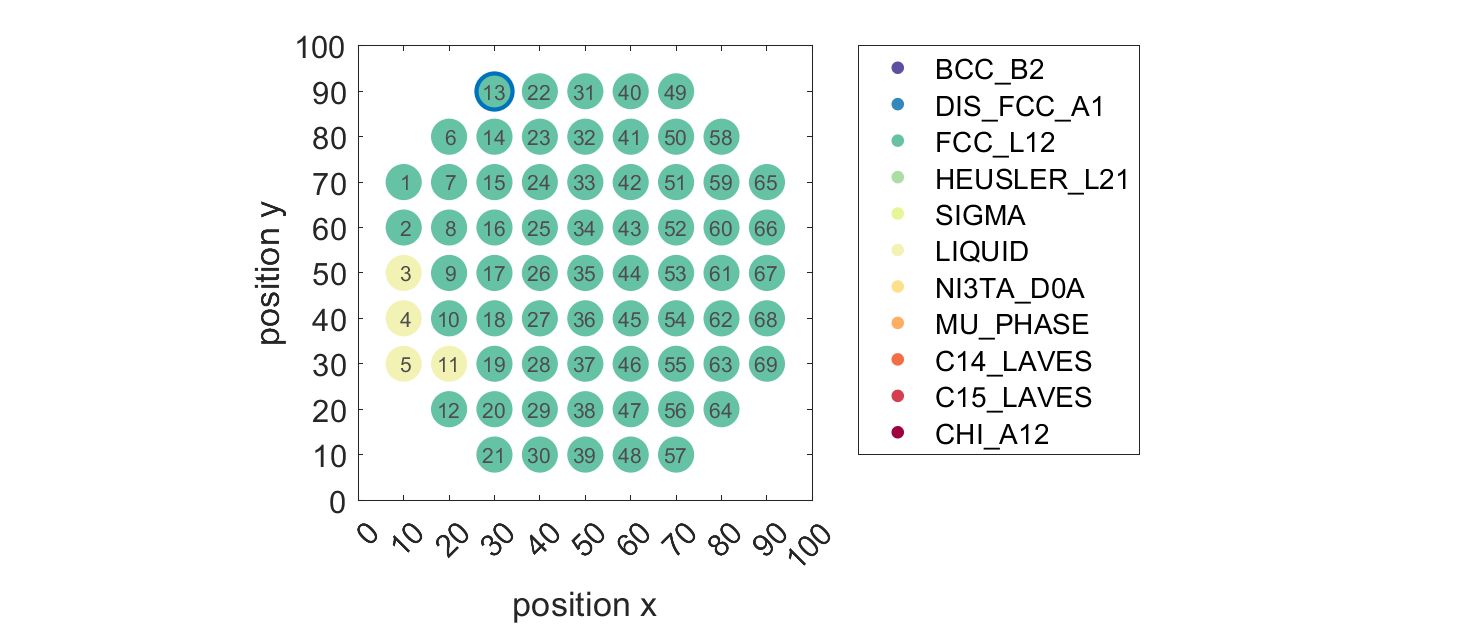 100
90
80
70
60
50
40
30
20
10
0
position y
13 22 31 40 49
6 14 23 32 41 50 58
1 7 15 24 33 42 51 59 65
2 8 16 25 34 43 52 60 66
3 9 17 26 35 44 53 61 67
4 10 18 27 36 45 54 62 68
5 11 19 28 37 46 55 63 69
12 20 29 38 47 56 64
21 30 39 48 57
0 10 20 30 40 50 60 70 80 90 100
position x
BCC_B2
DIS_FCC_A1
FCC_L12
HEUSLER_L21
SIGMA
LIQUID
NI3TA_D0A
MU_PHASE
C14_LAVES
C15_LAVES
CHI_A12